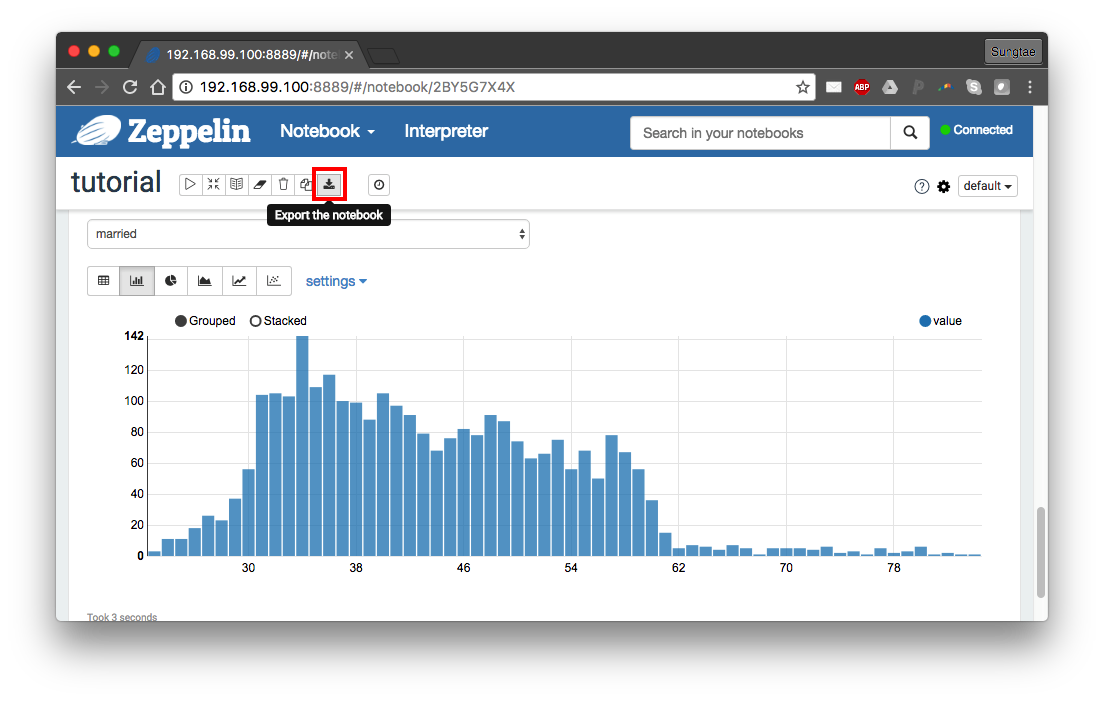 192.168.99.100:8889/#/note
Sungtae
192.168.99.100:8889/#/notebook/2BY5G7X4X
ABP
Zeppelin Notebook Interpreter Search in your notebooks Connected
tutorial default
Export the notebook
married
settings
Grouped Stacked value
142
120
100
80
60
40
20
0
30 38 46 54 62 70 78
Took 3 seconds